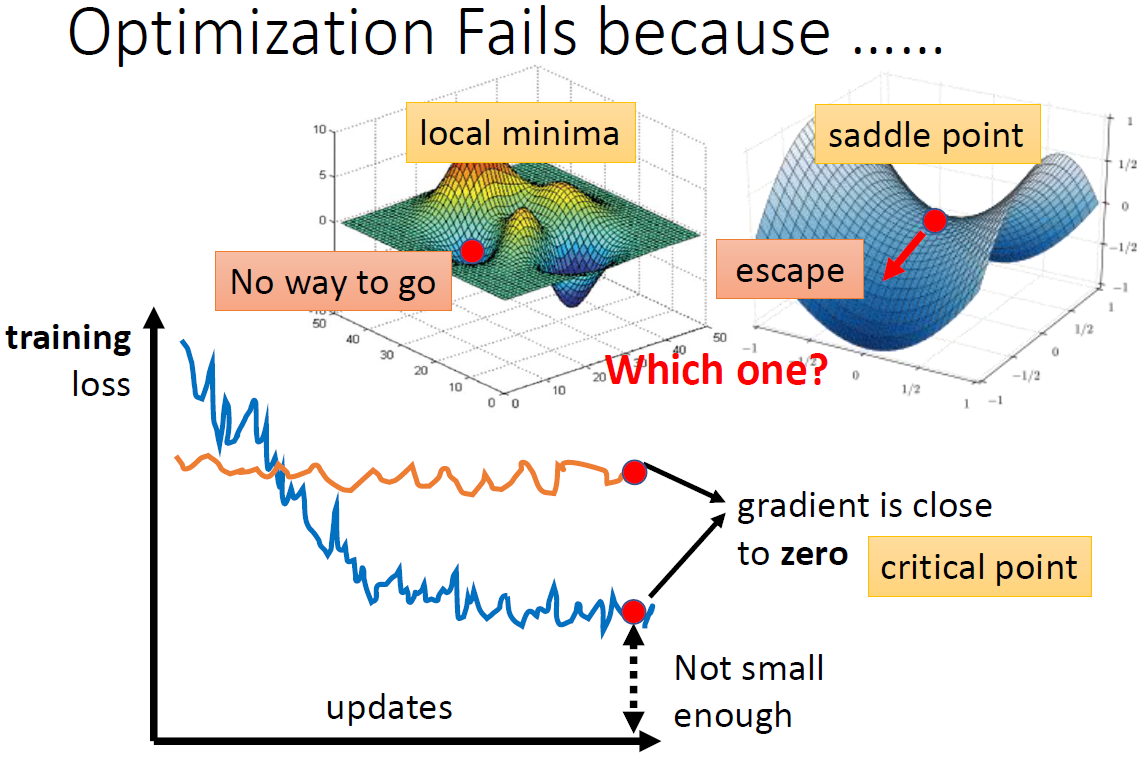 Optimization Fails because ……
local minima
saddle point
10
5
0
No way to go
escape
50
40
30
20
10
0
0
10
20
30
40
50
1
1/2
0
−1/2
−1
−1
−1/2
0
1/2
1
−1
−1/2
0
1/2
1
Which one?
training
loss
gradient is close
to zero
critical point
Not small
enough
updates